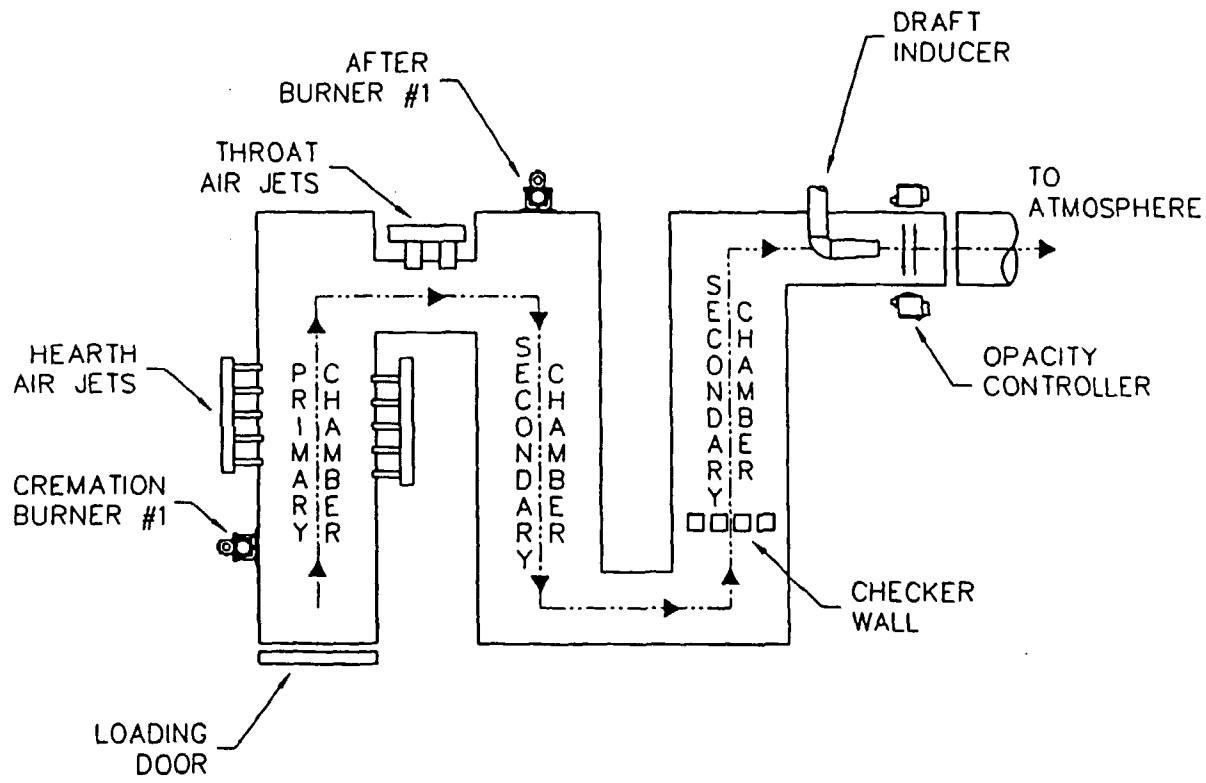 DRAFT
INDUCER
AFTER
BURNER #1
THROAT
AIR JETS
TO
ATMOSPHERE
HEARTH
AIR JETS
PRIMARY
CHAMBER
SECONDARY
CHAMBER
SECONDARY
CHAMBER
OPACITY
CONTROLLER
CREMATION
BURNER #1
CHECKER
WALL
LOADING
DOOR